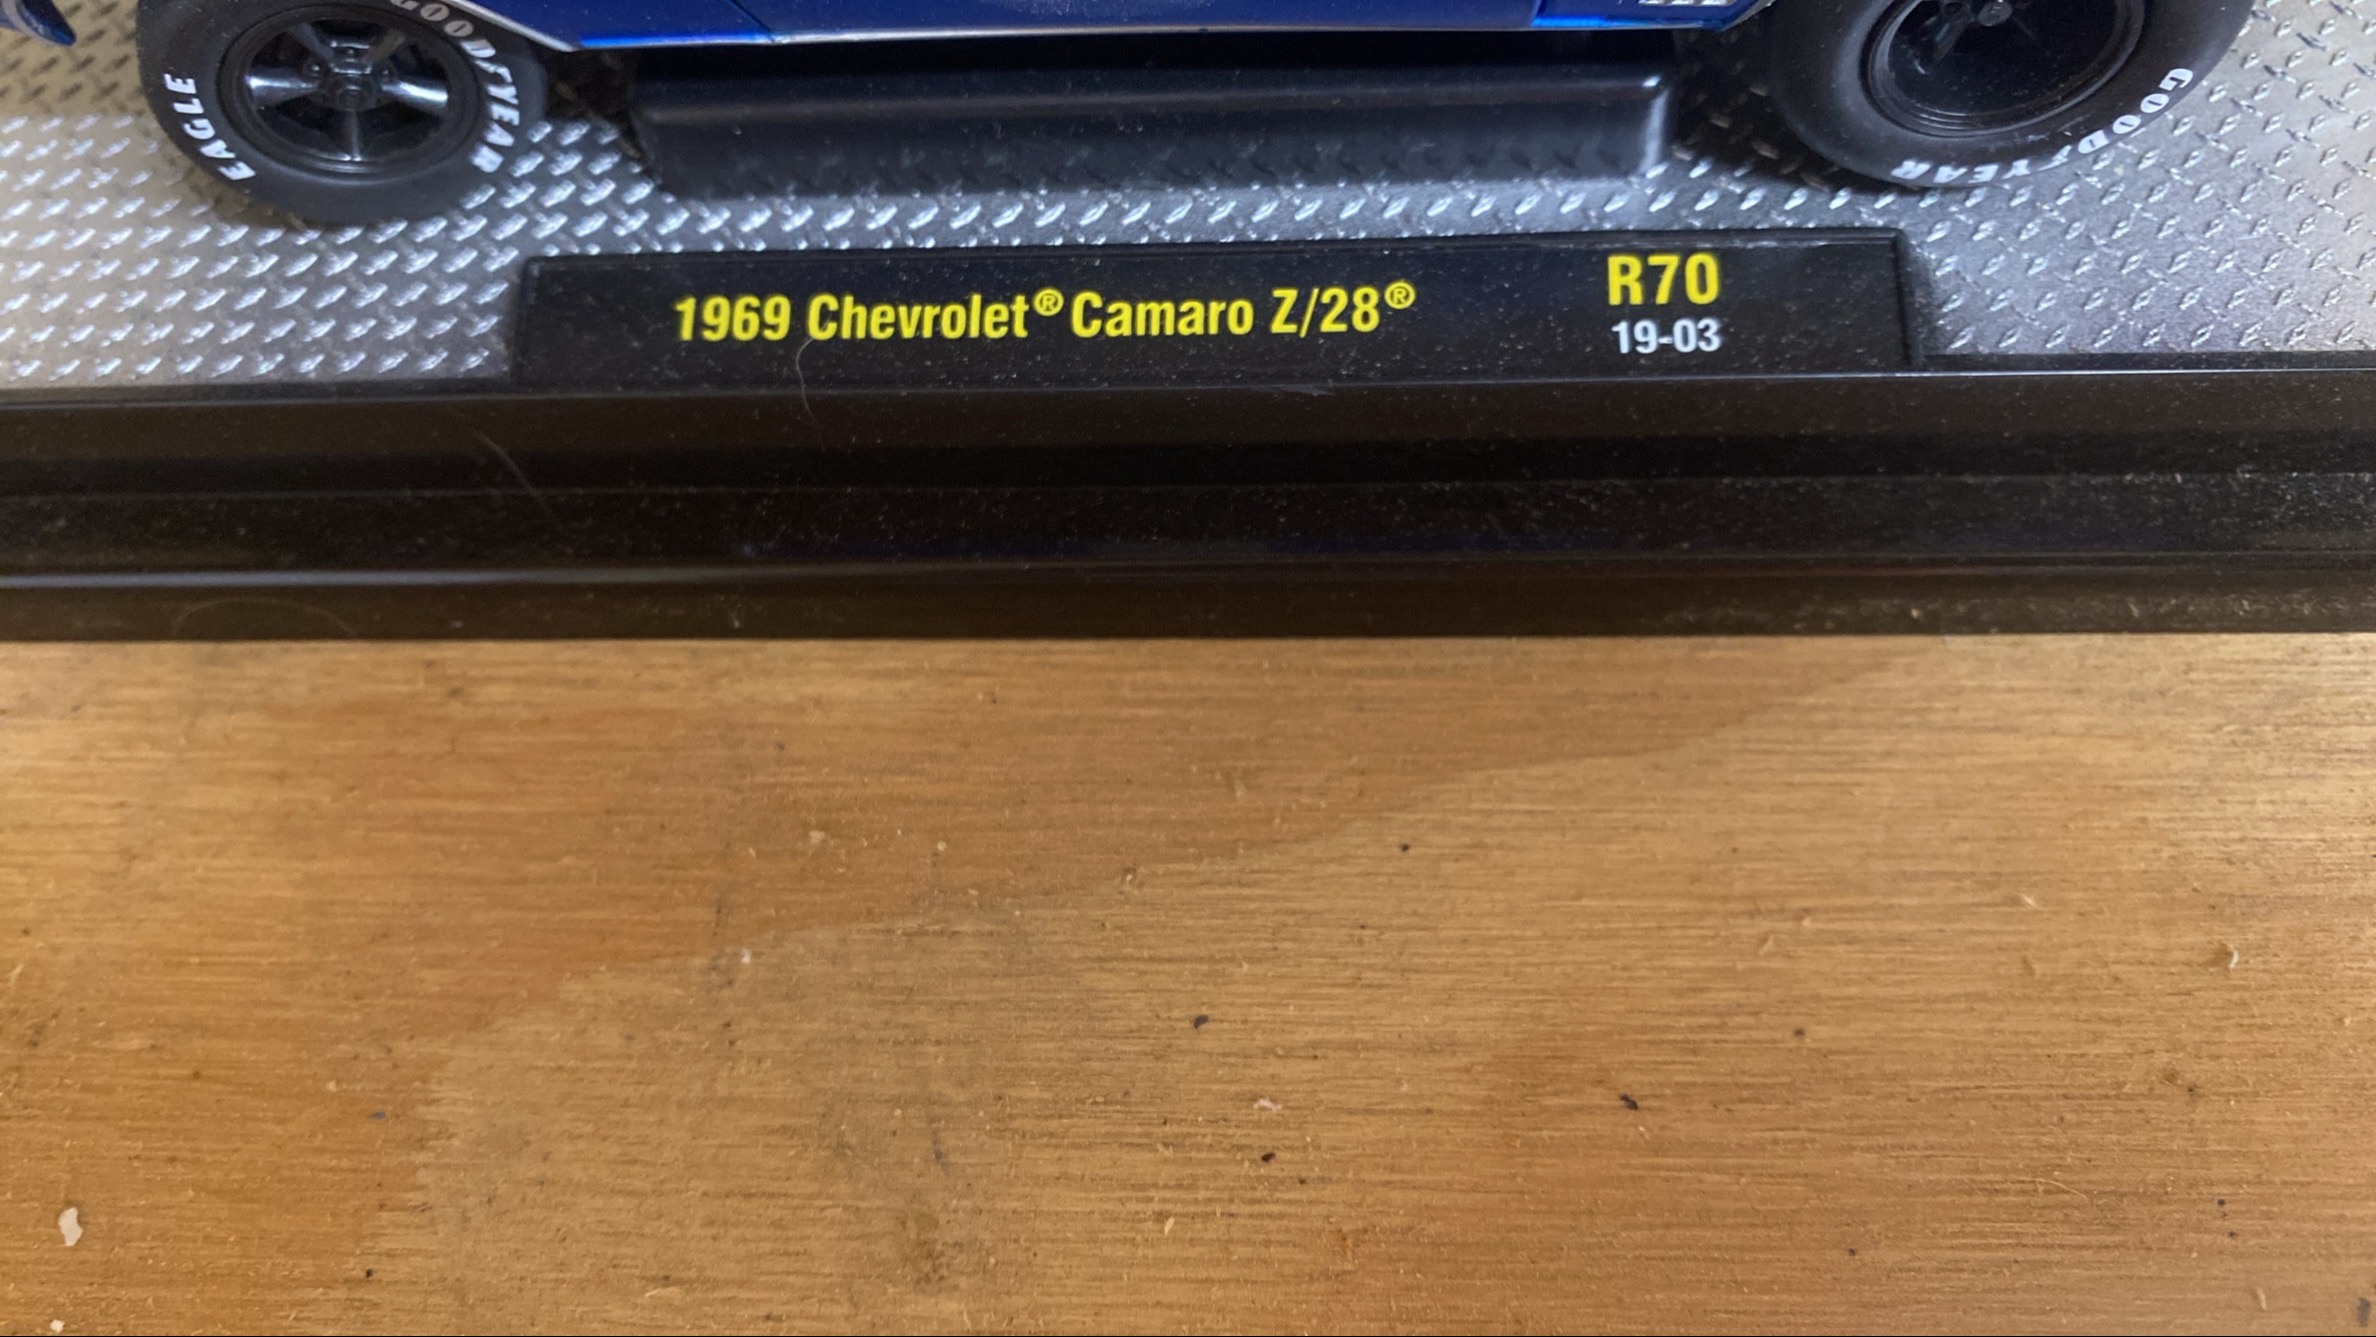 EAGLE
GOODYEAR
GOODYEAR
1969 Chevrolet® Camaro Z/28®
R70
19-03